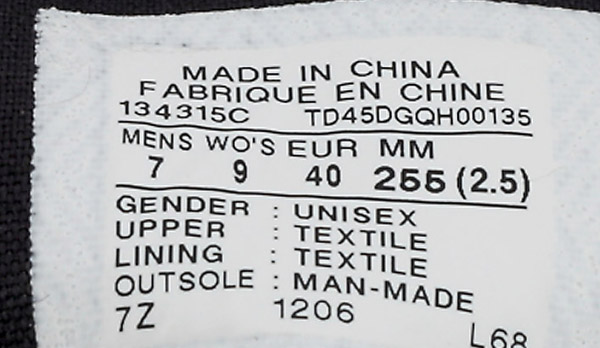 MADE IN CHINA
FABRIQUE EN CHINE
134315C TD45DGQH00135
MENS WO'S EUR MM
7 9 40 255 (2.5)
GENDER : UNISEX
UPPER : TEXTILE
LINING : TEXTILE
OUTSOLE : MAN-MADE
7Z 1206 L68